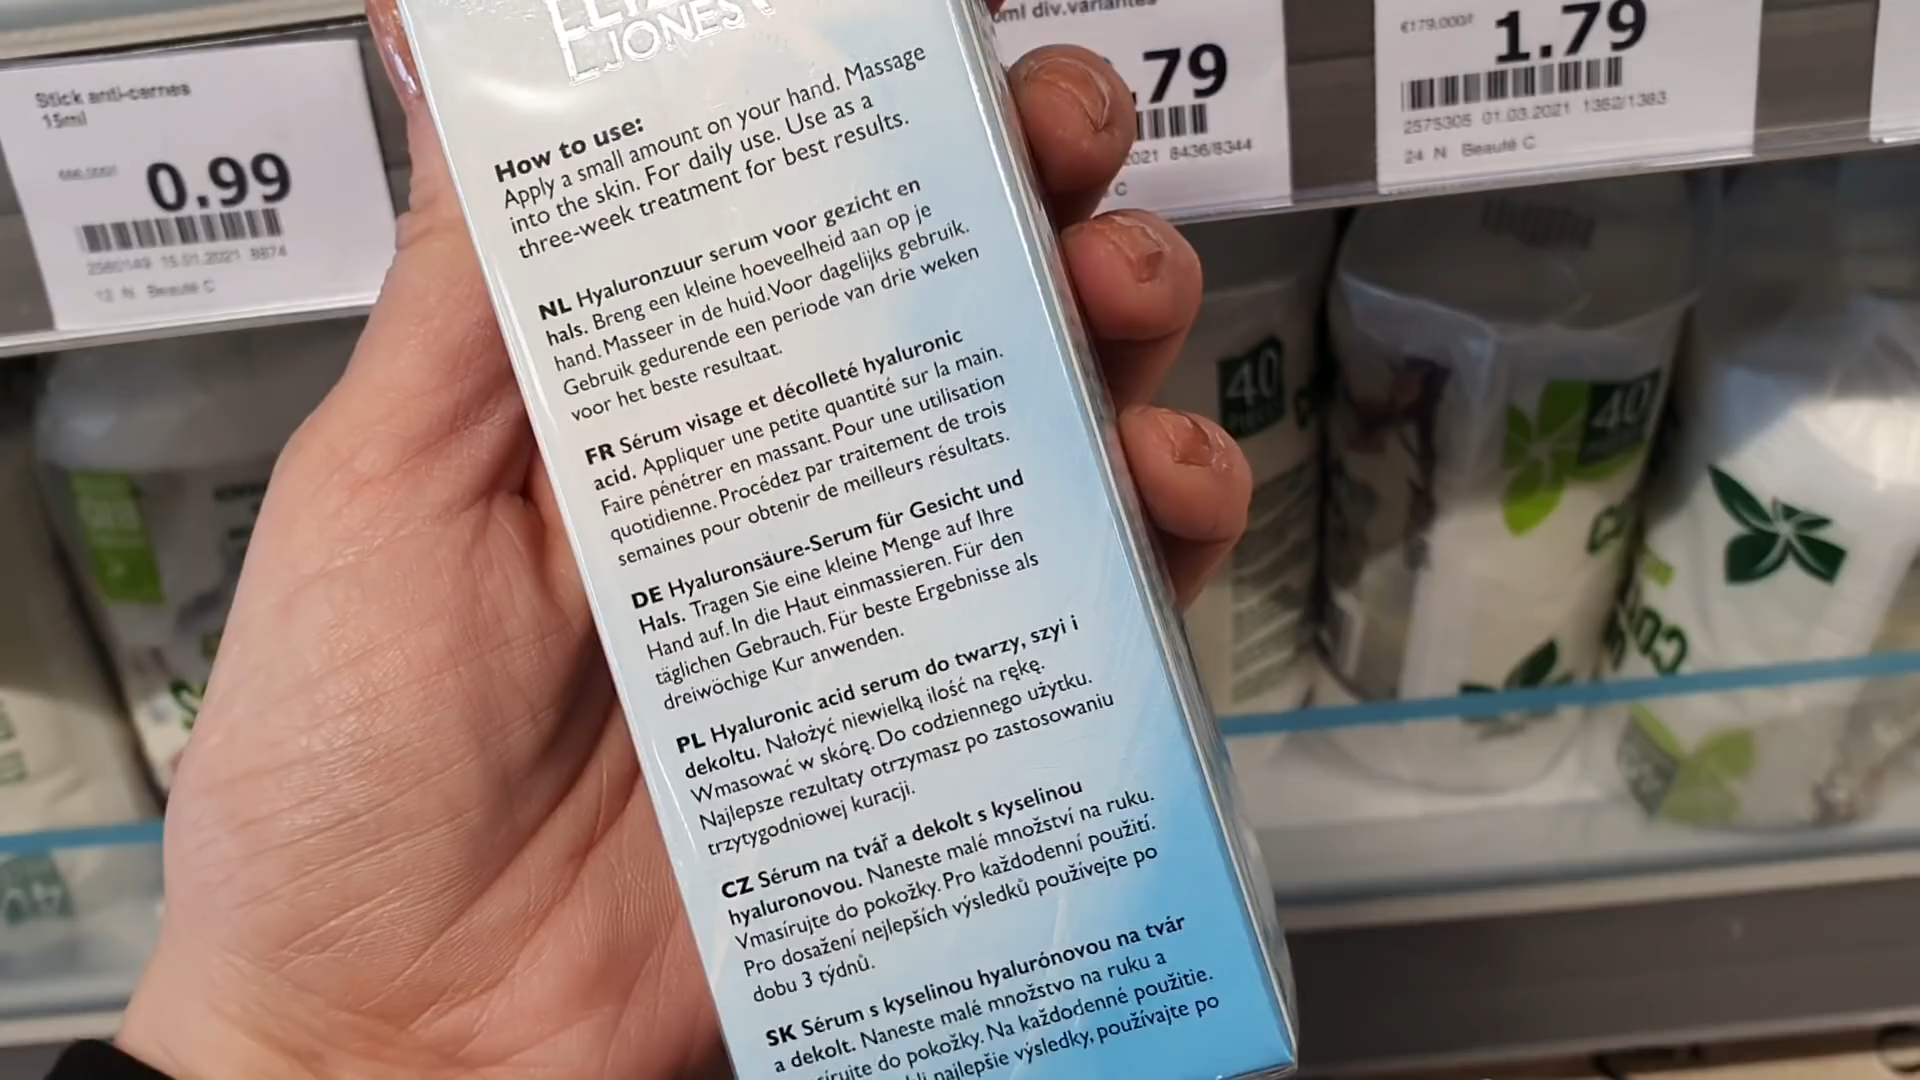 JONES
How to use:
Apply a small amount on your hand. Massage
into the skin. For daily use. Use as a
three-week treatment for best results.
NL Hyaluronzuur serum voor gezicht en
hals. Breng een kleine hoeveelheid aan op je
hand. Masseer in de huid. Voor dagelijks gebruik.
Gebruik gedurende een periode van drie weken
voor het beste resultaat.
FR Sérum visage et décolleté hyaluronic
acid. Appliquer une petite quantité sur la main.
Faire pénétrer en massant. Pour une utilisation
quotidienne. Procédez par traitement de trois
semaines pour obtenir de meilleurs résultats.
DE Hyaluronsäure-Serum für Gesicht und
Hals. Tragen Sie eine kleine Menge auf Ihre
Hand auf. In die Haut einmassieren. Für den
täglichen Gebrauch. Für beste Ergebnisse als
dreiwöchige Kur anwenden.
PL Hyaluronic acid serum do twarzy, szyi i
dekoltu. Nałożyć niewielką ilość na rękę.
Wmasować w skórę. Do codziennego użytku.
Najlepsze rezultaty otrzymasz po zastosowaniu
trzytygodniowej kuracji.
CZ Sérum na tvář a dekolt s kyselinou
hyaluronovou. Naneste malé množství na ruku.
Vmasírujte do pokožky. Pro každodenní použití.
Pro dosažení nejlepších výsledků používejte po
dobu 3 týdnů.
SK Sérum s kyselinou hyalurónovou na tvár
a dekolt. Naneste malé množstvo na ruku a
do pokožky. Na každodenné použitie.
najlepšie výsledky, používajte po
Stick anti-cernes
15ml
0.99
2580149 15.01.2021 8874
12 N Beauté C
div.variantes
.79
2021 8436/8344
C
€179,000/l
1.79
2575305 01.03.2021 1362/1363
24 N Beauté C
40
40